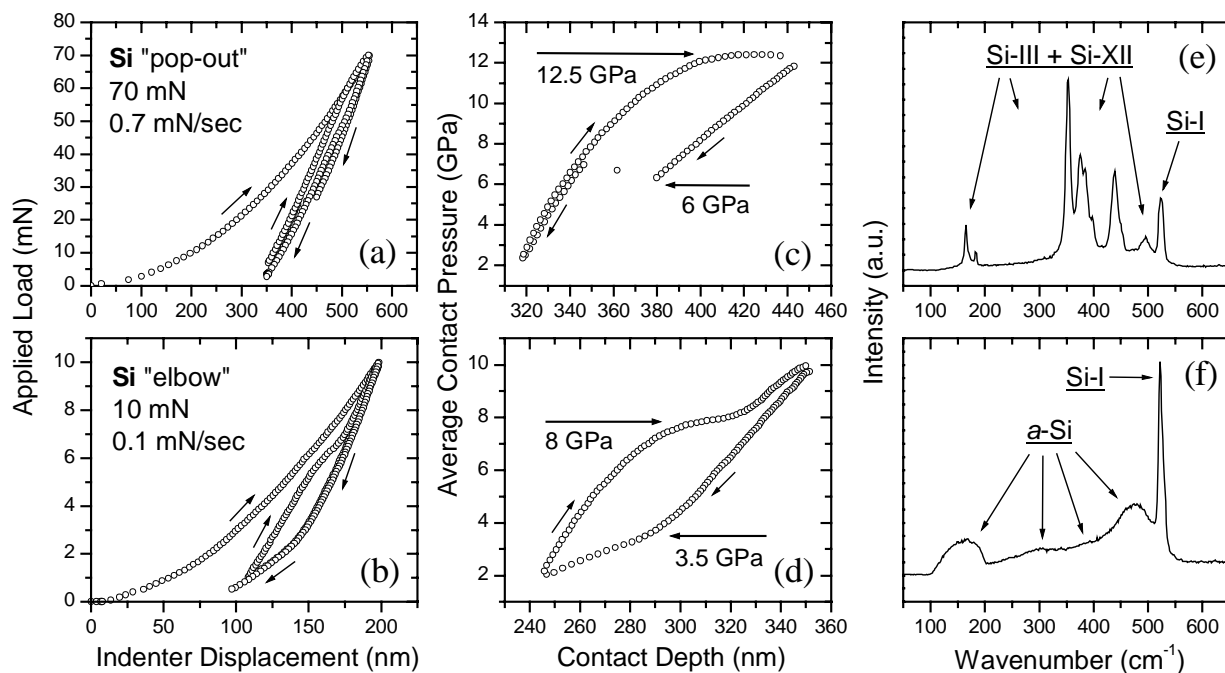 Applied Load (mN)
80
70
60
50
40
30
20
10
0
Si "pop-out"
70 mN
0.7 mN/sec
(a)
0 100 200 300 400 500
10
8
6
4
2
0
Si "elbow"
10 mN
0.1 mN/sec
(b)
0 50 100 150 200
Indenter Displacement (nm)
Average Contact Pressure (GPa)
14
12
10
8
6
4
2
12.5 GPa
6 GPa
(c)
320 340 360 380 400 420 440 460
10
8
6
4
2
8 GPa
3.5 GPa
(d)
240 260 280 300 320 340 360
Contact Depth (nm)
Intensity (a.u.)
Si-III + Si-XII
(e)
Si-I
100 200 300 400 500 600
Si-I
(f)
a-Si
100 200 300 400 500 600
Wavenumber (cm-1)